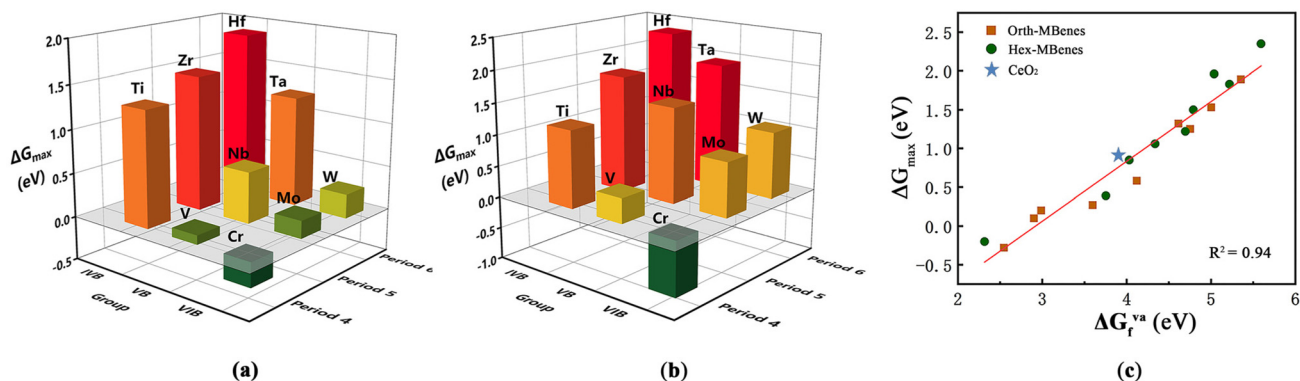 (a)
2.0
1.5
1.0
0.5
0.0
-0.5
ΔGmax
(eV)
Ti
Zr
Hf
V
Nb
Ta
Cr
Mo
W
IVB
VB
VIB
Group
Period 4
Period 5
Period 6
(b)
2.5
2.0
1.5
1.0
0.5
0.0
-0.5
-1.0
ΔGmax
(eV)
Ti
Zr
Hf
V
Nb
Ta
Cr
Mo
W
IVB
VB
VIB
Group
Period 4
Period 5
Period 6
(c)
Orth-MBenes
Hex-MBenes
CeO₂
2.5
2.0
1.5
1.0
0.5
0.0
−0.5
ΔGmax (eV)
R² = 0.94
2 3 4 5 6
ΔGf^va (eV)
(a) (b) (c)